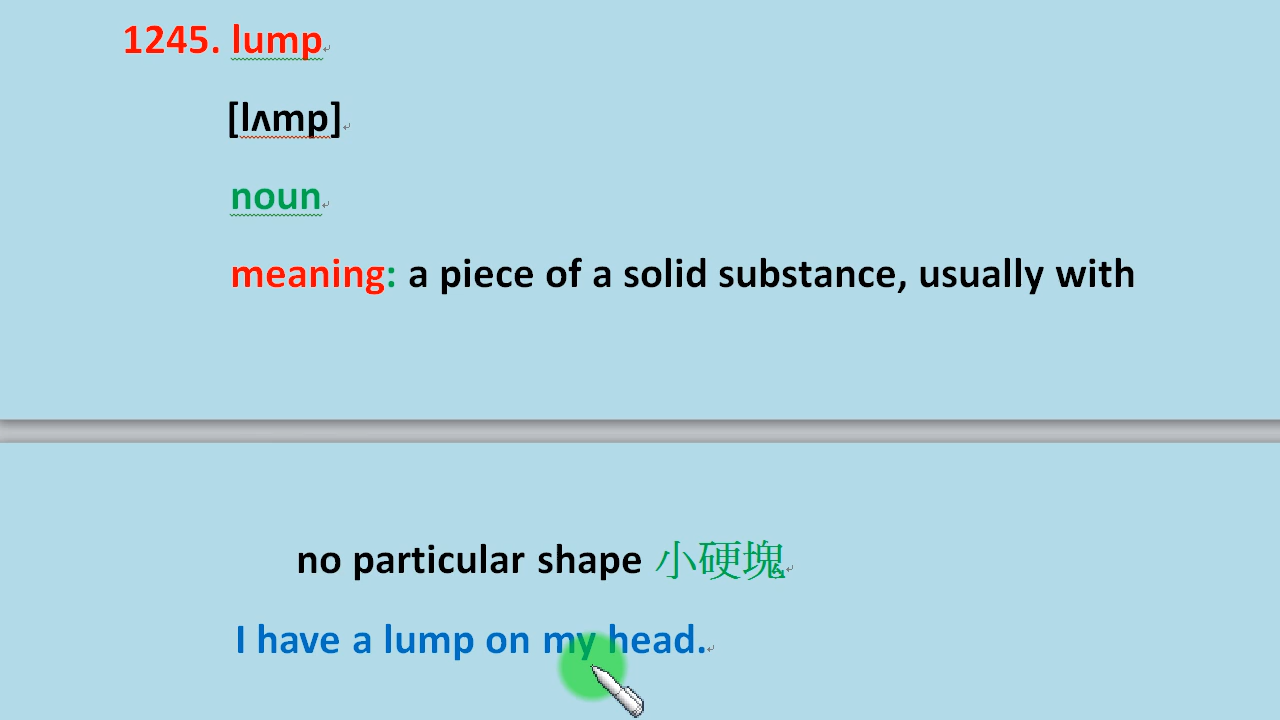 1245. lump
[lʌmp]
noun
meaning: a piece of a solid substance, usually with
no particular shape 小硬塊
I have a lump on my head.